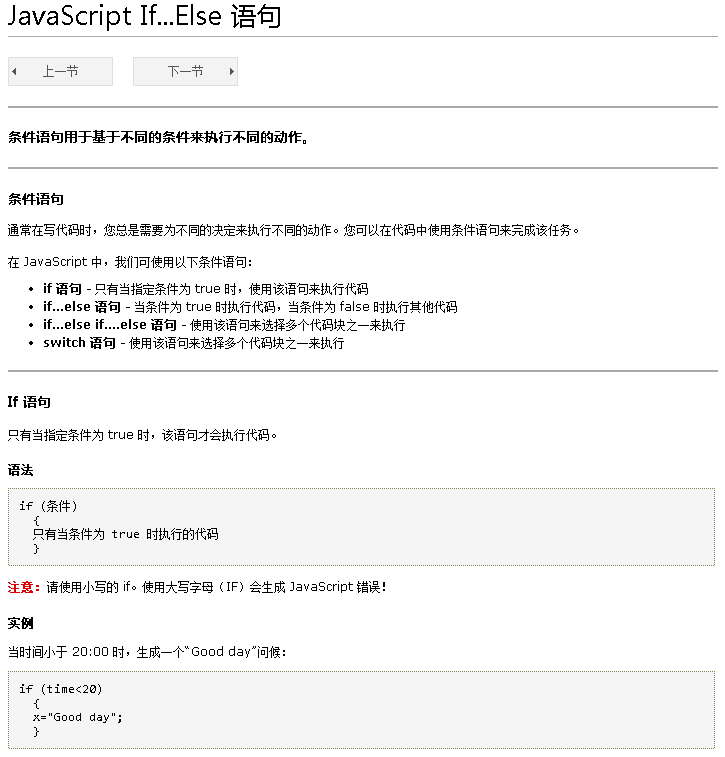 JavaScript If...Else 语句
上一节
下一节
条件语句用于基于不同的条件来执行不同的动作。
条件语句
通常在写代码时，您总是需要为不同的决定来执行不同的动作。您可以在代码中使用条件语句来完成该任务。
在 JavaScript 中，我们可使用以下条件语句：
• if 语句 - 只有当指定条件为 true 时，使用该语句来执行代码
• if...else 语句 - 当条件为 true 时执行代码，当条件为 false 时执行其他代码
• if...else if....else 语句 - 使用该语句来选择多个代码块之一来执行
• switch 语句 - 使用该语句来选择多个代码块之一来执行
If 语句
只有当指定条件为 true 时，该语句才会执行代码。
语法
if (条件)
  {
  只有当条件为 true 时执行的代码
  }
注意：请使用小写的 if。使用大写字母（IF）会生成 JavaScript 错误！
实例
当时间小于 20:00 时，生成一个“Good day”问候：
if (time<20)
  {
  x="Good day";
  }